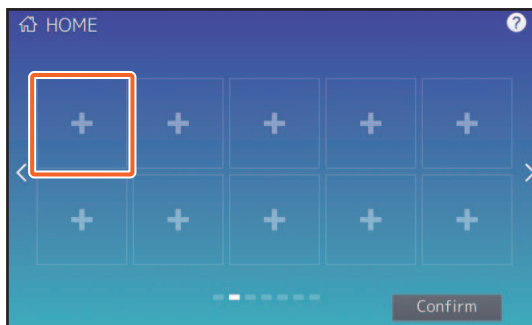 HOME
?
+ + + + +
+ + + + +
Confirm